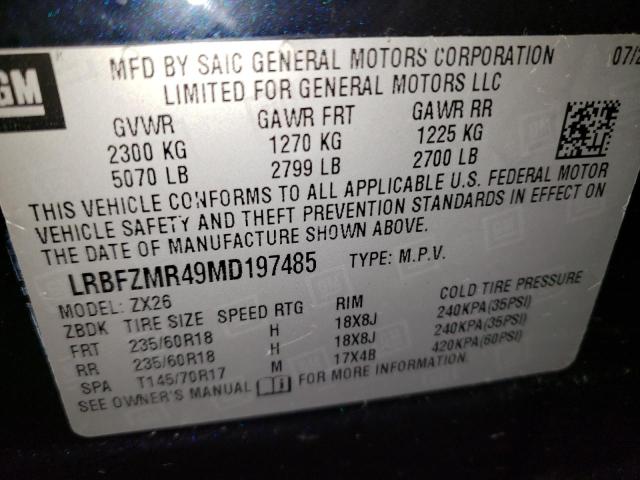 GM
MFD BY SAIC GENERAL MOTORS CORPORATION 07/2
LIMITED FOR GENERAL MOTORS LLC
GVWR GAWR FRT GAWR RR
2300 KG 1270 KG 1225 KG
5070 LB 2799 LB 2700 LB
THIS VEHICLE CONFORMS TO ALL APPLICABLE U.S. FEDERAL MOTOR
VEHICLE SAFETY AND THEFT PREVENTION STANDARDS IN EFFECT ON
THE DATE OF MANUFACTURE SHOWN ABOVE.
LRBFZMR49MD197485 TYPE: M.P.V.
MODEL: ZX26
ZBDK TIRE SIZE SPEED RTG RIM COLD TIRE PRESSURE
FRT 235/60R18 H 18X8J 240KPA(35PSI)
RR 235/60R18 H 18X8J 240KPA(35PSI)
SPA T145/70R17 M 17X4B 420KPA(60PSI)
SEE OWNER'S MANUAL FOR MORE INFORMATION.